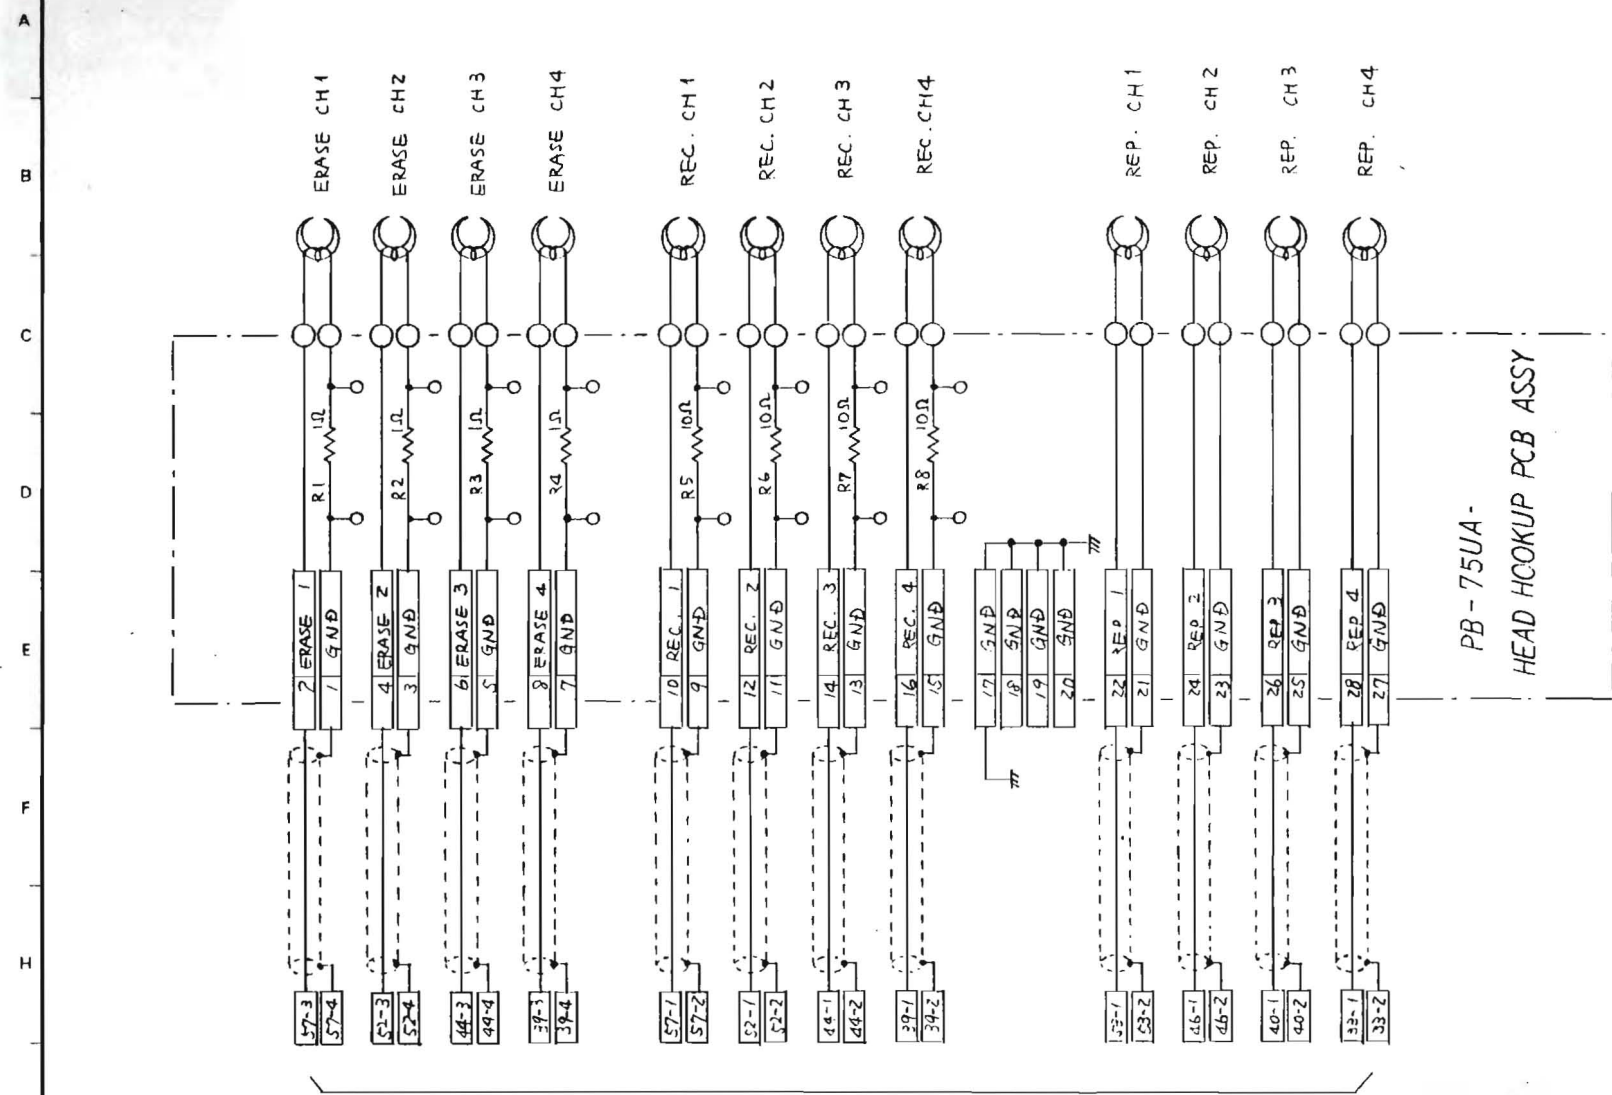 A
B
C
D
E
F
H
ERASE CH1
ERASE CH2
ERASE CH3
ERASE CH4
REC. CH1
REC. CH2
REC. CH3
REC. CH4
REP. CH1
REP. CH2
REP. CH3
REP. CH4
R1 1Ω
R2 1Ω
R3 1Ω
R4 1Ω
R5 10Ω
R6 10Ω
R7 10Ω
R8 10Ω
2 ERASE 1
1 GND
4 ERASE 2
3 GND
6 ERASE 3
5 GND
8 ERASE 4
7 GND
10 REC. 1
9 GND
12 REC. 2
11 GND
14 REC. 3
13 GND
16 REC. 4
15 GND
17 GND
18 GND
19 GND
20 GND
22 REP 1
21 GND
24 REP 2
23 GND
26 REP 3
25 GND
28 REP 4
27 GND
57-3
57-4
52-3
52-4
44-3
44-4
39-3
39-4
57-1
57-2
52-1
52-2
44-1
44-2
39-1
39-2
53-1
53-2
46-1
46-2
40-1
40-2
33-1
33-2
PB-75UA-
HEAD HOOKUP PCB ASSY